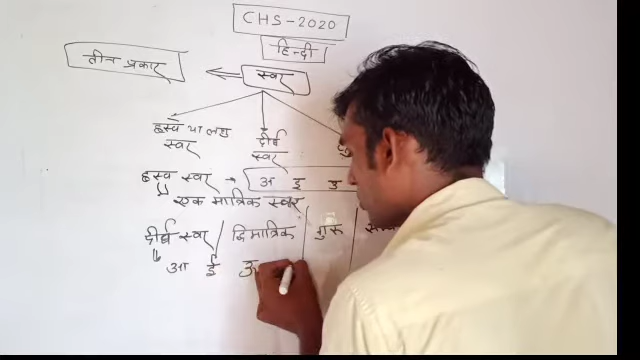 CHS-2020
हिन्दी
तीन प्रकार
स्वर
ह्रस्व या लघु स्वर
दीर्घ स्वर
ह्रस्व स्वर → अ इ उ
एक मात्रिक स्वर
दीर्घ स्वर / द्विमात्रिक / गुरु
आ ई ऊ